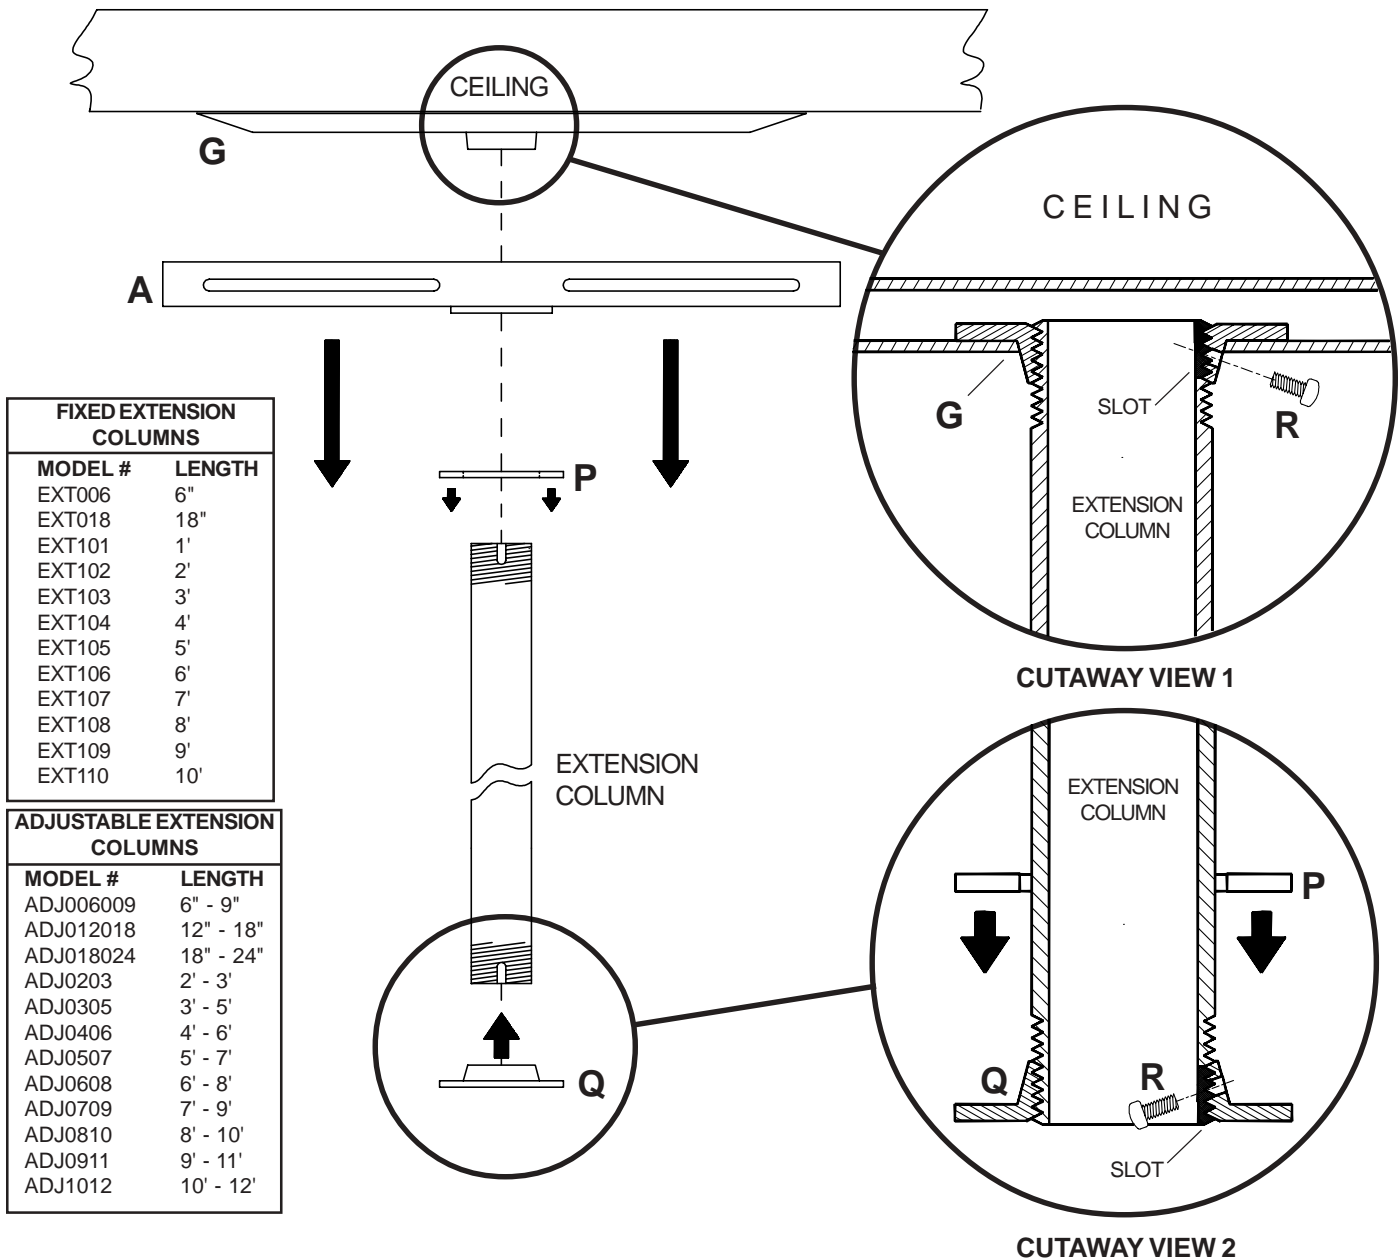 CEILING
G
A
P
EXTENSION
COLUMN
Q
FIXED EXTENSION
COLUMNS
MODEL # LENGTH
EXT006 6"
EXT018 18"
EXT101 1'
EXT102 2'
EXT103 3'
EXT104 4'
EXT105 5'
EXT106 6'
EXT107 7'
EXT108 8'
EXT109 9'
EXT110 10'
ADJUSTABLE EXTENSION
COLUMNS
MODEL # LENGTH
ADJ006009 6" - 9"
ADJ012018 12" - 18"
ADJ018024 18" - 24"
ADJ0203 2' - 3'
ADJ0305 3' - 5'
ADJ0406 4' - 6'
ADJ0507 5' - 7'
ADJ0608 6' - 8'
ADJ0709 7' - 9'
ADJ0810 8' - 10'
ADJ0911 9' - 11'
ADJ1012 10' - 12'
CEILING
G
SLOT
R
EXTENSION
COLUMN
CUTAWAY VIEW 1
EXTENSION
COLUMN
P
Q
R
SLOT
CUTAWAY VIEW 2